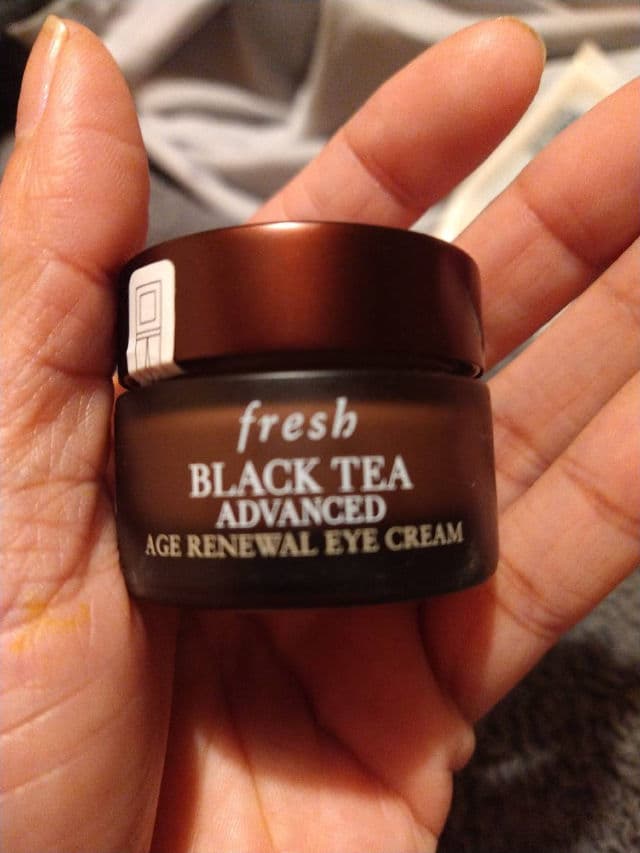 fresh
BLACK TEA
ADVANCED
AGE RENEWAL EYE CREAM